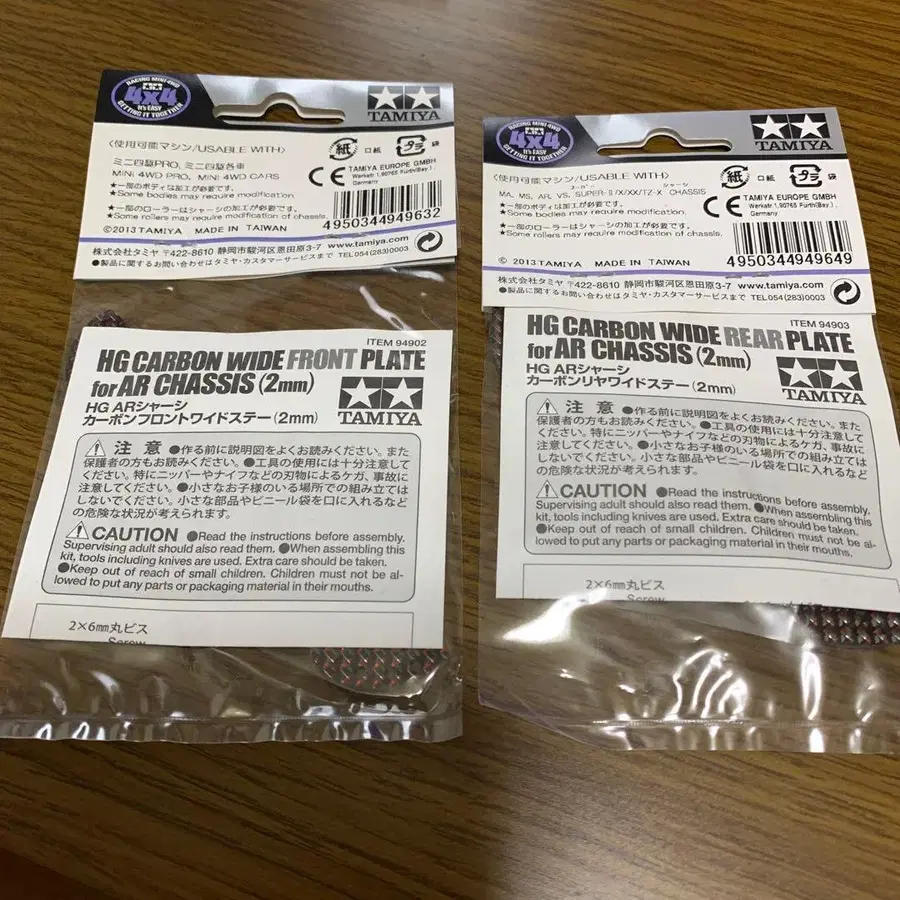 RACING MINI 4WD
4x4
It's EASY
GETTING IT TOGETHER
TAMIYA
〈使用可能マシン/USABLE WITH〉
ミニ四駆PRO, ミニ四駆各車
MINI 4WD PRO, MINI 4WD CARS
★一部のボディは加工が必要です。
★Some bodies may require modification.
★一部のローラーはシャーシの加工が必要です。
★Some rollers may require modification of chassis.
©2013 TAMIYA MADE IN TAIWAN
紙 口紙 プラ 袋
CE TAMIYA EUROPE GMBH
Werkstr.1,90765 Fürth(Bay.)
Germany
4950344949632
株式会社タミヤ 〒422-8610 静岡市駿河区恩田原3-7 www.tamiya.com
●製品に関するお問い合わせはタミヤ・カスタマーサービスまで TEL054(283)0003
ITEM 94902
HG CARBON WIDE FRONT PLATE
for AR CHASSIS (2mm)
HG ARシャーシ
カーボンフロントワイドステー(2mm)
TAMIYA
注意 ●作る前に説明図をよくお読みください。また
保護者の方もお読みください。●工具の使用には十分注意して
ください。特にニッパーやナイフなどの刃物によるケガ、事故に
注意してください。●小さなお子様のいる場所での組み立ては
しないでください。小さな部品やビニール袋を口に入れるなど
の危険な状況が考えられます。
CAUTION ●Read the instructions before assembly.
Supervising adult should also read them. ●When assembling this
kit, tools including knives are used. Extra care should be taken.
●Keep out of reach of small children. Children must not be al-
lowed to put any parts or packaging material in their mouths.
2×6mm丸ビス
Screw
RACING MINI 4WD
4x4
It's EASY
GETTING IT TOGETHER
TAMIYA
〈使用可能マシン/USABLE WITH〉
スーパー シャーシ
MA, MS, AR, VS, SUPER-II/X/XX/TZ-X CHASSIS
★一部のボディは加工が必要です。
★Some bodies may require modification.
★一部のローラーはシャーシの加工が必要です。
★Some rollers may require modification of chassis.
©2013 TAMIYA MADE IN TAIWAN
紙 口紙 プラ 袋
CE TAMIYA EUROPE GMBH
Werkstr.1,90765 Fürth(Bay.)
Germany
4950344949649
株式会社タミヤ 〒422-8610 静岡市駿河区恩田原3-7 www.tamiya.com
●製品に関するお問い合わせはタミヤ・カスタマーサービスまで TEL054(283)0003
ITEM 94903
HG CARBON WIDE REAR PLATE
for AR CHASSIS (2mm)
HG ARシャーシ
カーボンリヤワイドステー(2mm)
TAMIYA
注意 ●作る前に説明図をよくお読みください。また
保護者の方もお読みください。●工具の使用には十分注意して
ください。特にニッパーやナイフなどの刃物によるケガ、事故に
注意してください。●小さなお子様のいる場所での組み立ては
しないでください。小さな部品やビニール袋を口に入れるなど
の危険な状況が考えられます。
CAUTION ●Read the instructions before assembly.
Supervising adult should also read them. ●When assembling this
kit, tools including knives are used. Extra care should be taken.
●Keep out of reach of small children. Children must not be al-
lowed to put any parts or packaging material in their mouths.
2×6mm丸ビス
Screw